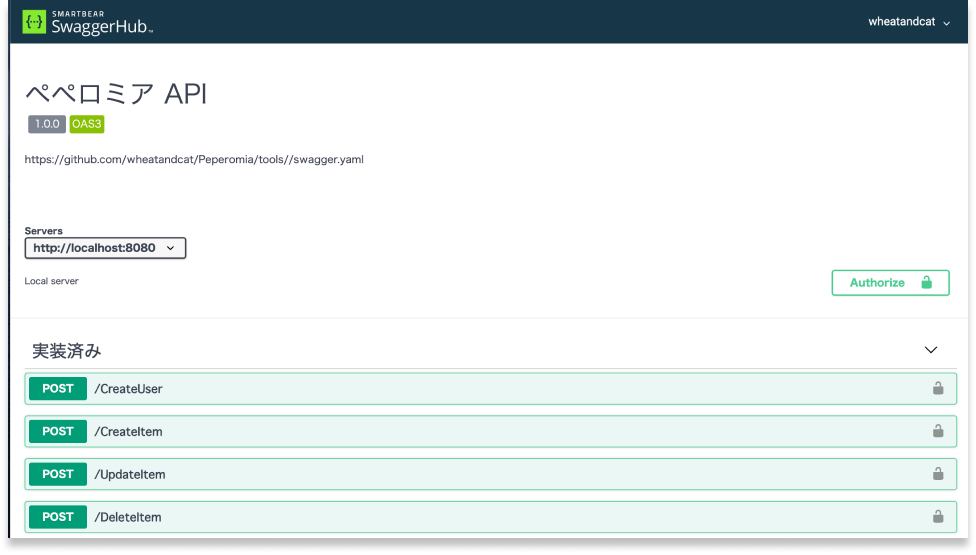 SMARTBEAR
SwaggerHub™
wheatandcat
ペペロミア API
1.0.0 OAS3
https://github.com/wheatandcat/Peperomia/tools//swagger.yaml
Servers
http://localhost:8080
Local server
Authorize
実装済み
POST /CreateUser
POST /CreateItem
POST /UpdateItem
POST /DeleteItem